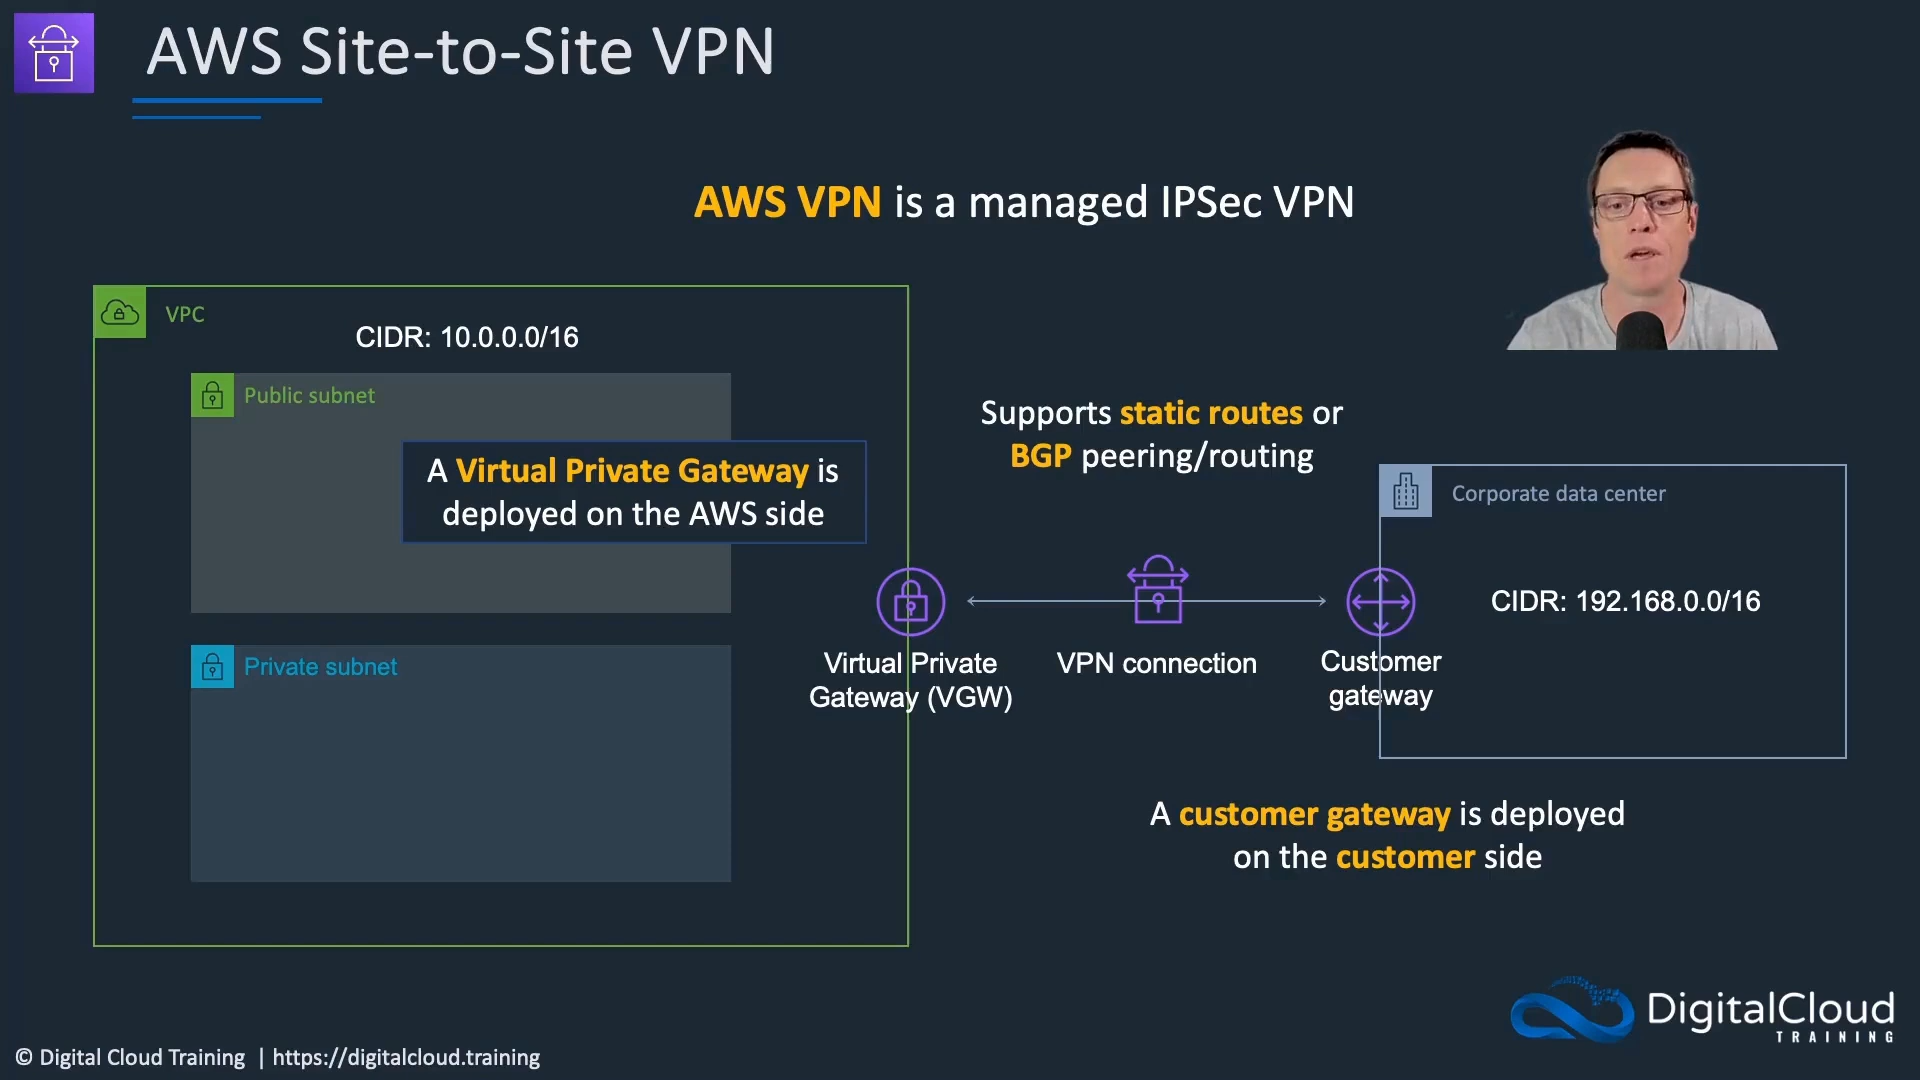 AWS Site-to-Site VPN
AWS VPN is a managed IPSec VPN
VPC
CIDR: 10.0.0.0/16
Public subnet
A Virtual Private Gateway is
deployed on the AWS side
Private subnet
Supports static routes or
BGP peering/routing
Corporate data center
CIDR: 192.168.0.0/16
Virtual Private
Gateway (VGW)
VPN connection
Customer
gateway
A customer gateway is deployed
on the customer side
DigitalCloud
TRAINING
© Digital Cloud Training | https://digitalcloud.training